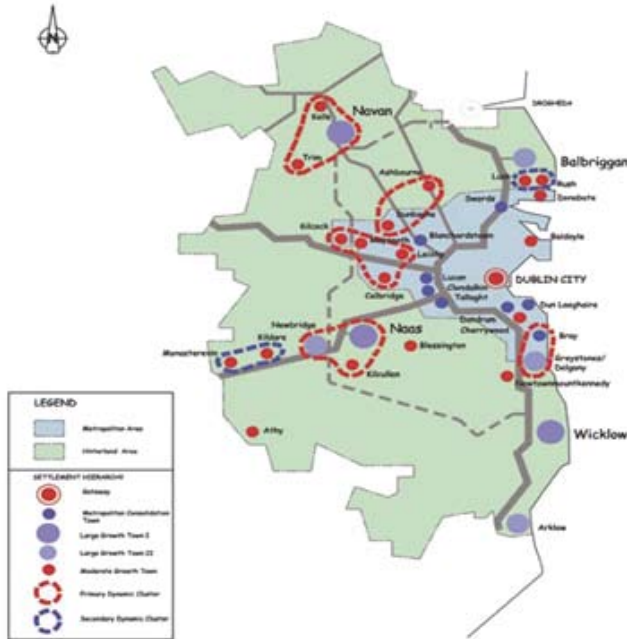 N
DROGHEDA
Navan
Kells
Trim
Balbriggan
Lusk
Rush
Donabate
Ashbourne
Swords
Dunboyne
Kilcock
Maynooth
Blanchardstown
Baldoyle
Leixlip
Lucan
DUBLIN CITY
Celbridge
Clondalkin
Tallaght
Dun Laoghaire
Dundrum
Cherrywood
Newbridge
Naas
Kildare
Monasterevin
Blessington
Bray
Kilcullen
Greystones/
Delgany
Newtownmountkennedy
Athy
Wicklow
Arklow
LEGEND
Metropolitan Area
Hinterland Area
SETTLEMENT HIERARCHY
Gateway
Metropolitan Consolidation
Town
Large Growth Town I
Large Growth Town II
Moderate Growth Town
Primary Dynamic Cluster
Secondary Dynamic Cluster